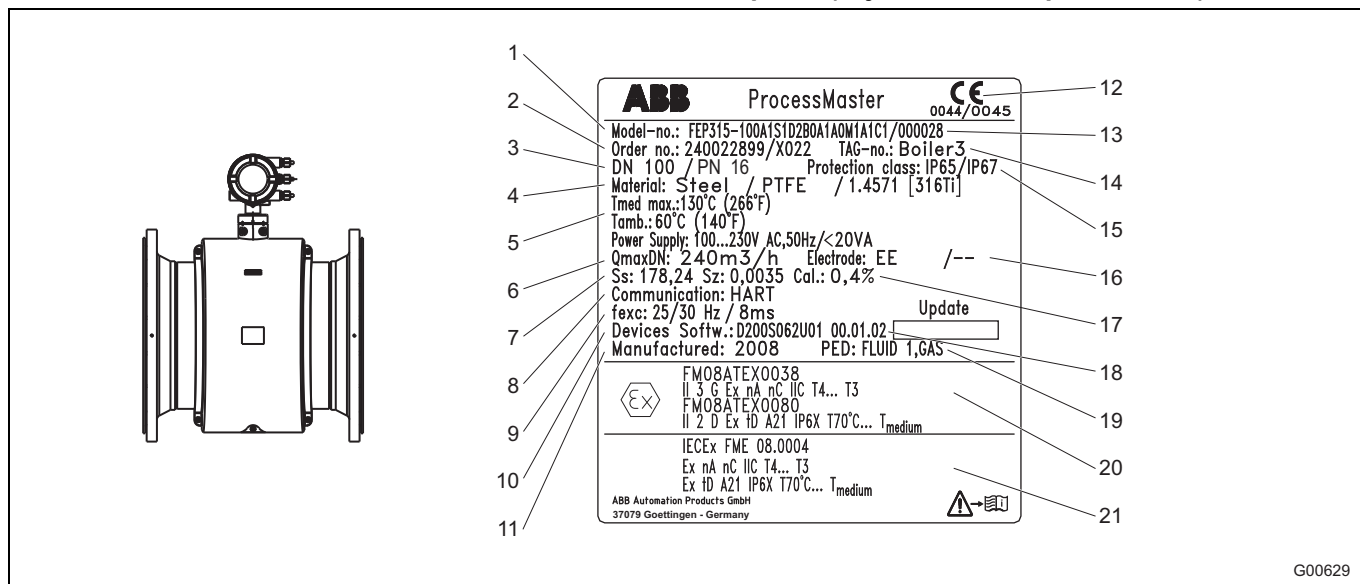 ABB ProcessMaster CE
0044/0045
Model-no.: FEP315-100A1S1D2B0A1A0M1A1C1/000028
Order no.: 240022899/X022 TAG-no.: Boiler3
DN 100 / PN 16 Protection class: IP65/IP67
Material: Steel / PTFE / 1.4571 [316Ti]
Tmed max.:130°C (266°F)
Tamb.: 60°C (140°F)
Power Supply: 100...230V AC,50Hz/<20VA
QmaxDN: 240m3/h Electrode: EE /--
Ss: 178,24 Sz: 0,0035 Cal.: 0,4%
Communication: HART
fexc: 25/30 Hz / 8ms Update
Devices Softw.: D200S062U01 00.01.02
Manufactured: 2008 PED: FLUID 1,GAS
Ex
FM08ATEX0038
II 3 G Ex nA nC IIC T4... T3
FM08ATEX0080
II 2 D Ex tD A21 IP6X T70°C... Tmedium
IECEx FME 08.0004
Ex nA nC IIC T4... T3
Ex tD A21 IP6X T70°C... Tmedium
ABB Automation Products GmbH
37079 Goettingen - Germany
i
1
2
3
4
5
6
7
8
9
10
11
12
13
14
15
16
17
18
19
20
21
G00629